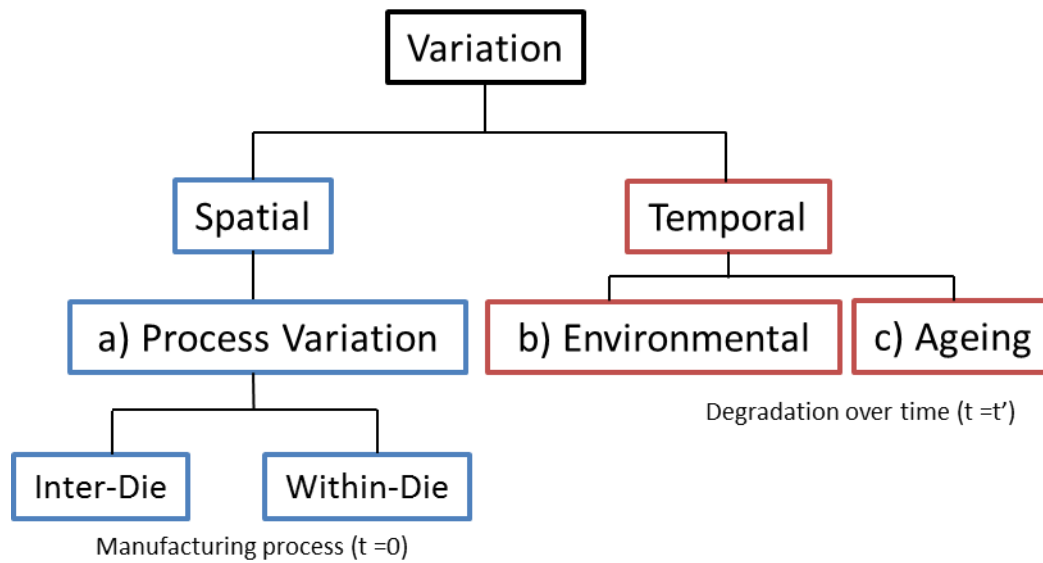 Variation
Spatial
Temporal
a) Process Variation
b) Environmental
c) Ageing
Degradation over time (t =t’)
Inter-Die
Within-Die
Manufacturing process (t =0)